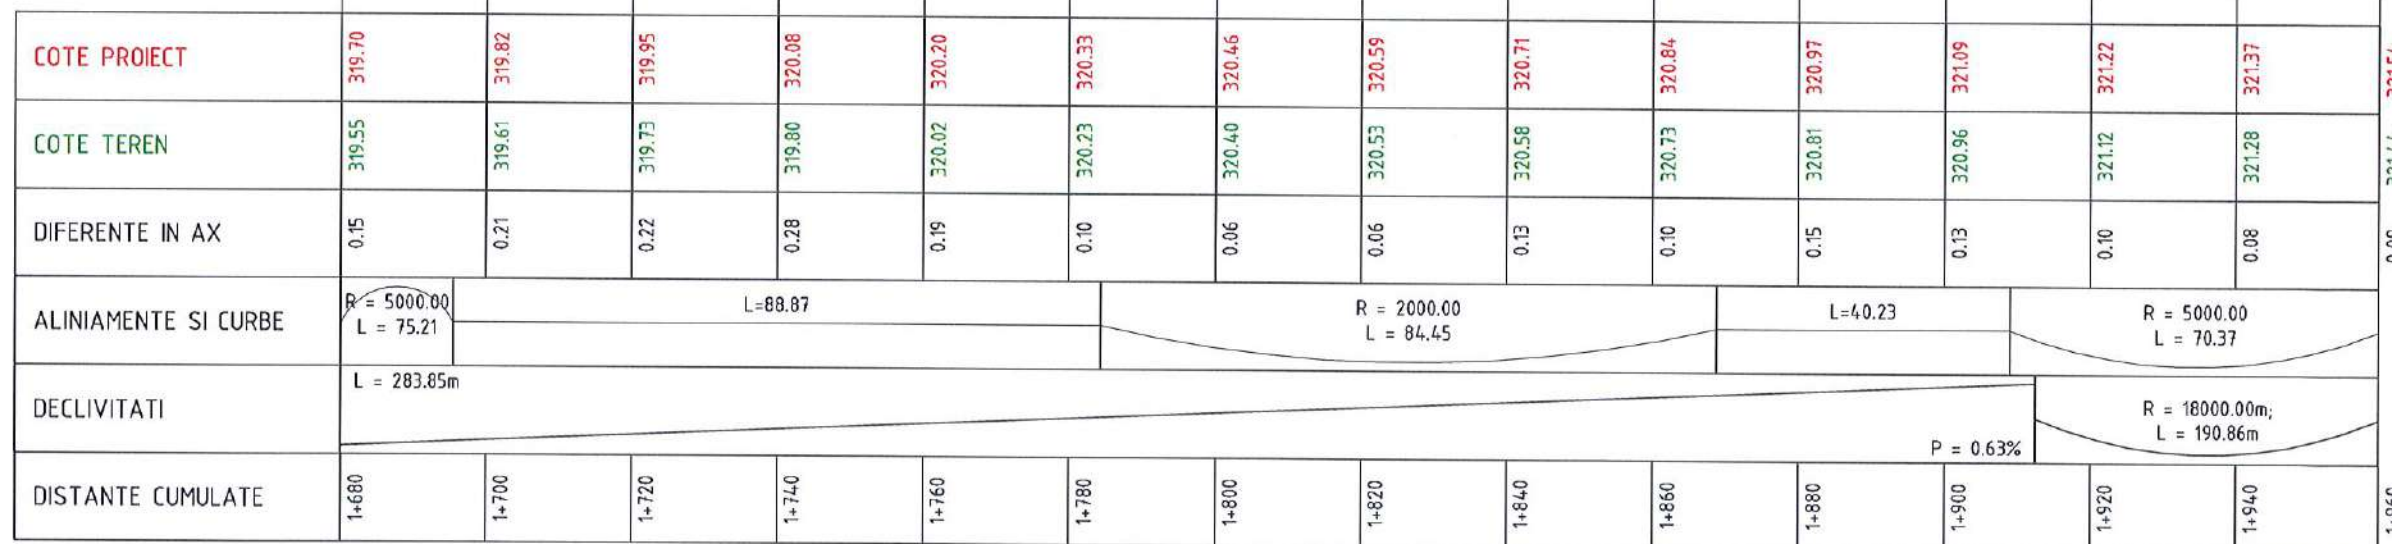 COTE PROIECT 319.70 319.82 319.95 320.08 320.20 320.33 320.46 320.59 320.71 320.84 320.97 321.09 321.22 321.37
COTE TEREN 319.55 319.61 319.73 319.80 320.02 320.23 320.40 320.53 320.58 320.73 320.81 320.96 321.12 321.28
DIFERENTE IN AX 0.15 0.21 0.22 0.28 0.19 0.10 0.06 0.06 0.13 0.10 0.15 0.13 0.10 0.08
ALINIAMENTE SI CURBE
R = 5000.00
L = 75.21
L=88.87
R = 2000.00
L = 84.45
L=40.23
R = 5000.00
L = 70.37
DECLIVITATI
L = 283.85m
P = 0.63%
R = 18000.00m;
L = 190.86m
DISTANTE CUMULATE 1+680 1+700 1+720 1+740 1+760 1+780 1+800 1+820 1+840 1+860 1+880 1+900 1+920 1+940